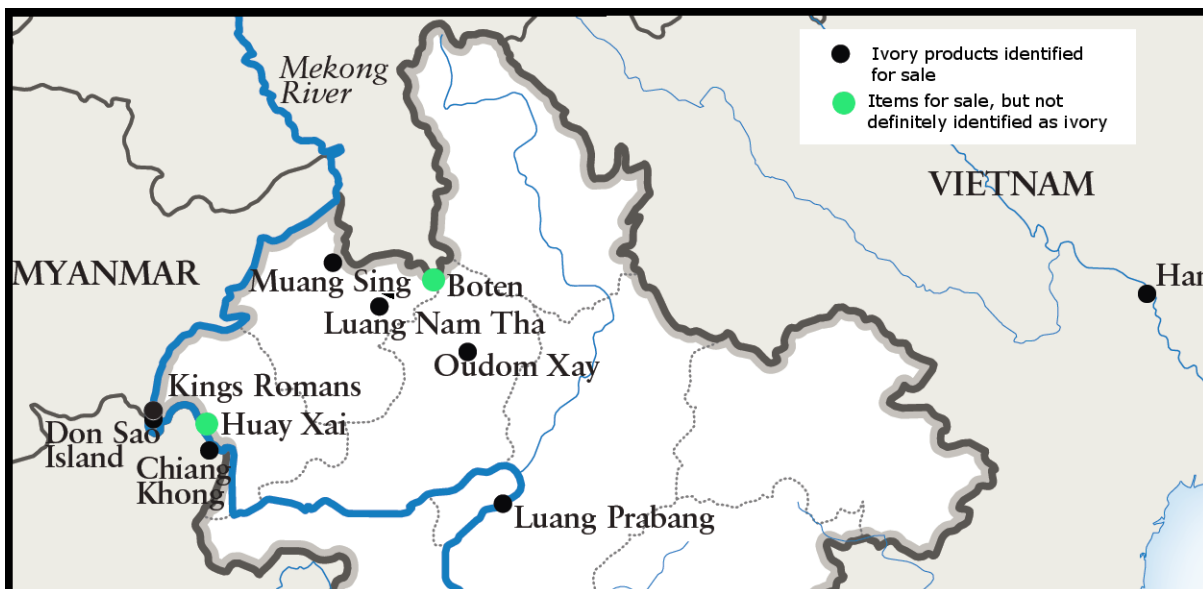 Ivory products identified
for sale
Items for sale, but not
definitely identified as ivory
Mekong
River
VIETNAM
MYANMAR
Muang Sing
Boten
Han
Luang Nam Tha
Oudom Xay
Kings Romans
Huay Xai
Don Sao
Island
Chiang
Khong
Luang Prabang